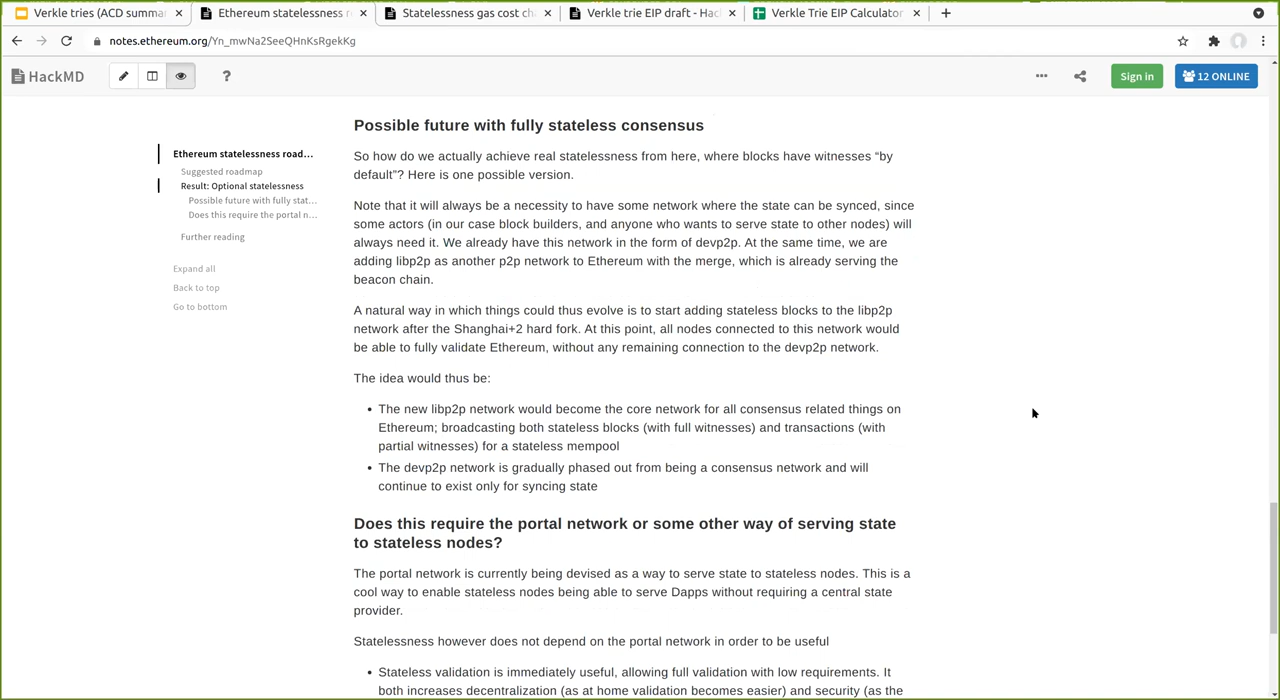 Verkle tries (ACD summar
Ethereum statelessness r
Statelessness gas cost ch
Verkle trie EIP draft - Hac
Verkle Trie EIP Calculator
notes.ethereum.org/Yn_mwNa2SeeQHnKsRgekKg
HackMD
?
Sign in
12 ONLINE
Ethereum statelessness road…
Suggested roadmap
Result: Optional statelessness
Possible future with fully stat…
Does this require the portal n…
Further reading
Expand all
Back to top
Go to bottom
Possible future with fully stateless consensus
So how do we actually achieve real statelessness from here, where blocks have witnesses “by
default”? Here is one possible version.
Note that it will always be a necessity to have some network where the state can be synced, since
some actors (in our case block builders, and anyone who wants to serve state to other nodes) will
always need it. We already have this network in the form of devp2p. At the same time, we are
adding libp2p as another p2p network to Ethereum with the merge, which is already serving the
beacon chain.
A natural way in which things could thus evolve is to start adding stateless blocks to the libp2p
network after the Shanghai+2 hard fork. At this point, all nodes connected to this network would
be able to fully validate Ethereum, without any remaining connection to the devp2p network.
The idea would thus be:
• The new libp2p network would become the core network for all consensus related things on
Ethereum; broadcasting both stateless blocks (with full witnesses) and transactions (with
partial witnesses) for a stateless mempool
• The devp2p network is gradually phased out from being a consensus network and will
continue to exist only for syncing state
Does this require the portal network or some other way of serving state
to stateless nodes?
The portal network is currently being devised as a way to serve state to stateless nodes. This is a
cool way to enable stateless nodes being able to serve Dapps without requiring a central state
provider.
Statelessness however does not depend on the portal network in order to be useful
• Stateless validation is immediately useful, allowing full validation with low requirements. It
both increases decentralization (as at home validation becomes easier) and security (as the